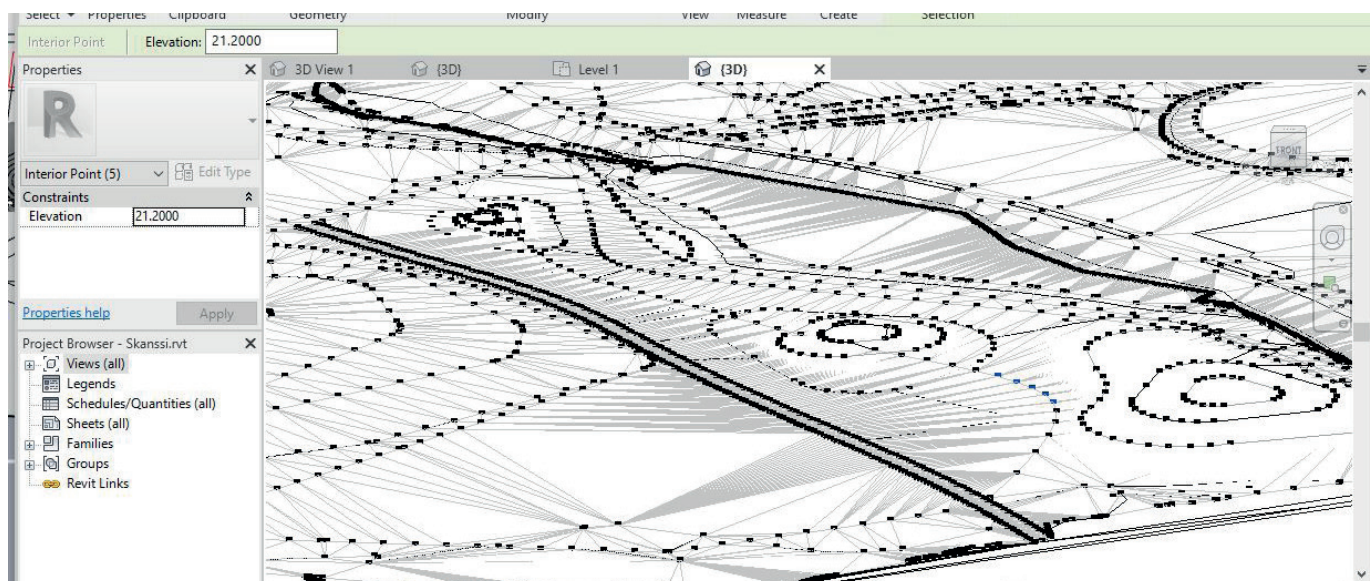 Select Properties Clipboard Geometry Modify View Measure Create Selection
Interior Point Elevation: 21.2000
Properties
3D View 1 {3D} Level 1 {3D}
R
FRONT
Interior Point (5) Edit Type
Constraints
Elevation 21.2000
Properties help Apply
Project Browser - Skanssi.rvt
Views (all)
Legends
Schedules/Quantities (all)
Sheets (all)
Families
Groups
Revit Links